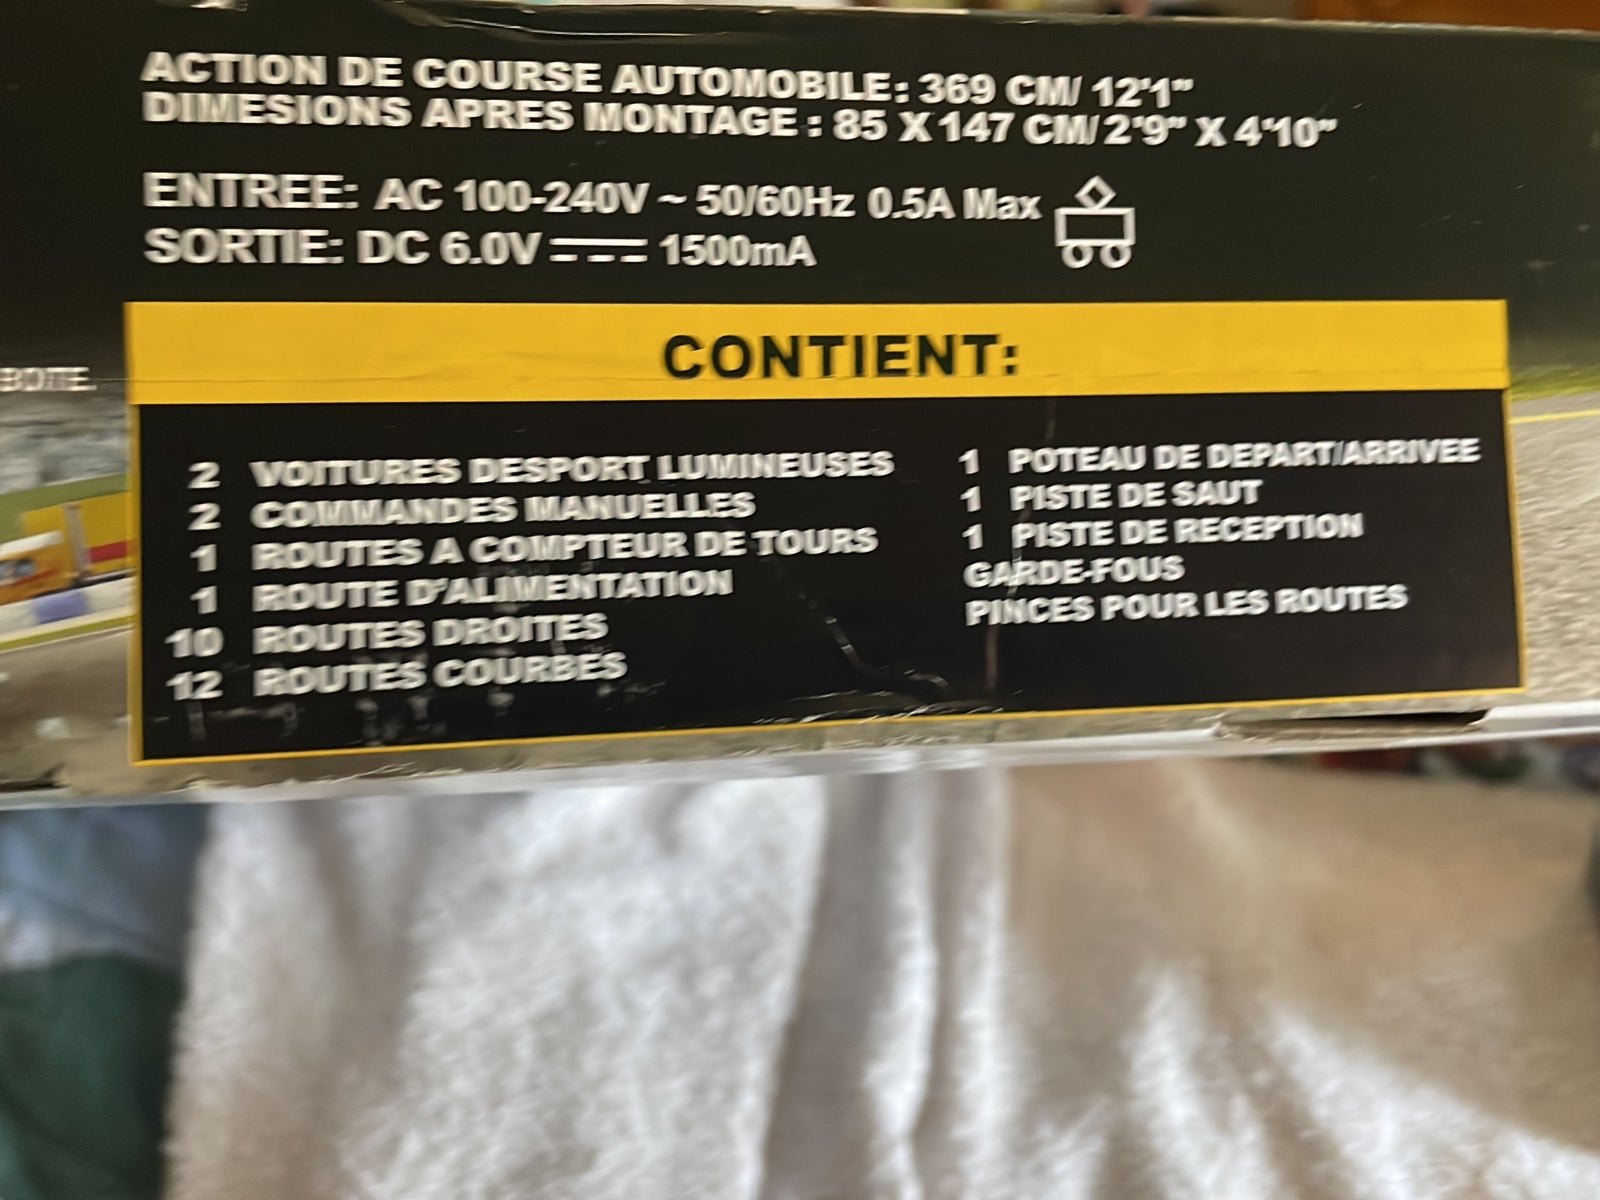 ACTION DE COURSE AUTOMOBILE: 369 CM/ 12'1"
DIMESIONS APRES MONTAGE : 85 X 147 CM/ 2'9" X 4'10"
ENTREE: AC 100-240V ~ 50/60Hz 0.5A Max
SORTIE: DC 6.0V 1500mA
BOITE.
CONTIENT:
2 VOITURES DESPORT LUMINEUSES
2 COMMANDES MANUELLES
1 ROUTES A COMPTEUR DE TOURS
1 ROUTE D'ALIMENTATION
10 ROUTES DROITES
12 ROUTES COURBES
1 POTEAU DE DEPART/ARRIVEE
1 PISTE DE SAUT
1 PISTE DE RECEPTION
GARDE-FOUS
PINCES POUR LES ROUTES